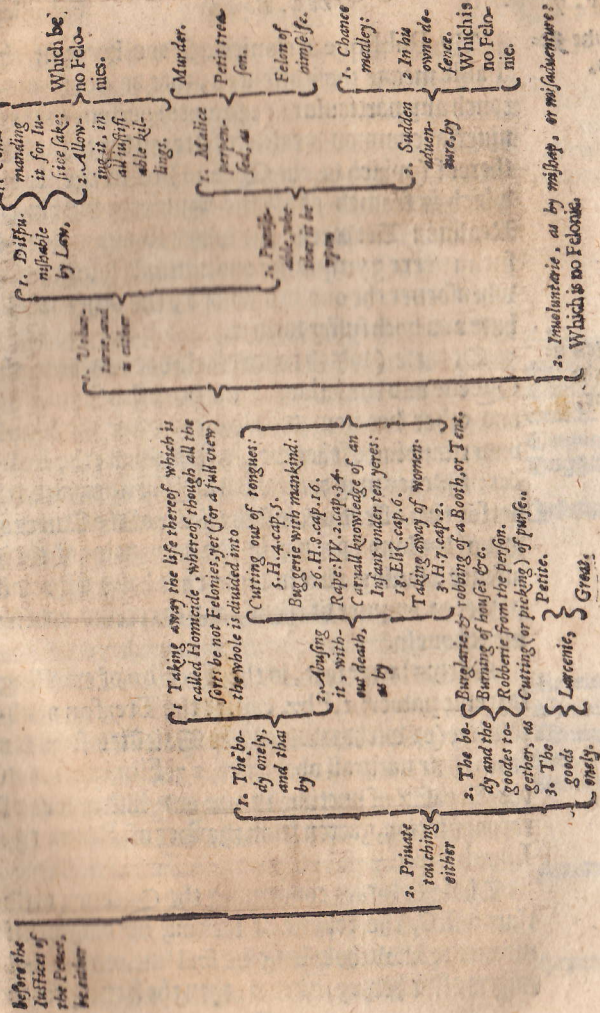 before the
Iustices of
the Peace,
be either
2. Priuate
touching
either
1. The bo-
dy onely,
and that
by
1 Taking away the life thereof which is
called Homicide, whereof though all the
sorts be not Felonies, yet (for a full view)
the whole is diuided into
2. Abusing
it, with-
out death,
as by
Cutting out of tongues:
5. H. 4. cap. 5.
Buggerie with mankind:
26. H. 8. cap. 16.
Rape: VV. 2. cap. 34.
Carnall knowledge of an
Infant vnder ten yeres:
18. Eliz. cap. 6.
Taking away of women.
3. H. 7. cap. 2.
2. The bo-
dy and the
goodes to-
gether, as
Burglarie, & robbing of a Booth, or Tent.
Burning of houses &c.
Robberie from the person.
Cutting (or picking) of purse..
3. The
goods
onely.
Larcenie,
Petite.
Great.
1. Volun-
tarie, and
is either
1. Dispu-
nishable
by Law,
manding
it for Iu-
stice sake:
2. Allow-
ing it, in
all iustifi-
able kil-
lings.
Which be
no Felo-
nies.
2. Punish-
able, whe
ther it be
vpon
1. Malice
perpen-
sed, as
Murder.
Petit trea
son.
Felon of
himselfe.
2. Sudden
aduen-
ture, by
1. Chance
medley:
2 In his
owne de-
fence.
Which is
no Felo-
nie.
2. Inuoluntarie, as by mishap, or misaduenture:
Which is no Felonie.